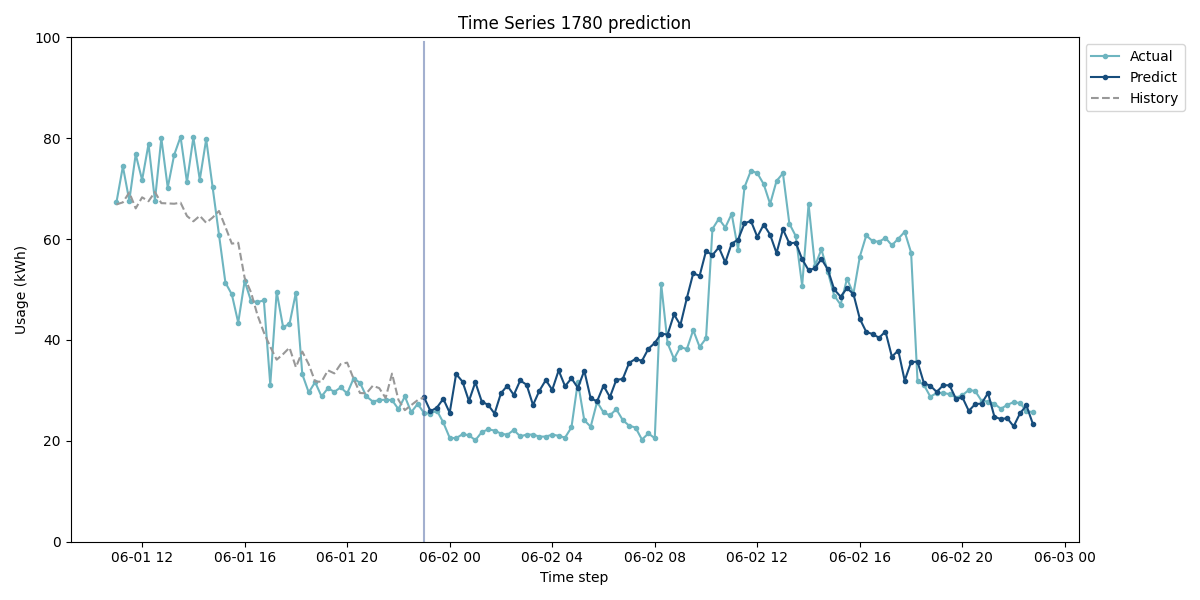 Time Series 1780 prediction
Usage (kWh)
100
80
60
40
20
0
06-01 12
06-01 16
06-01 20
06-02 00
06-02 04
06-02 08
06-02 12
06-02 16
06-02 20
06-03 00
Time step
Actual
Predict
History